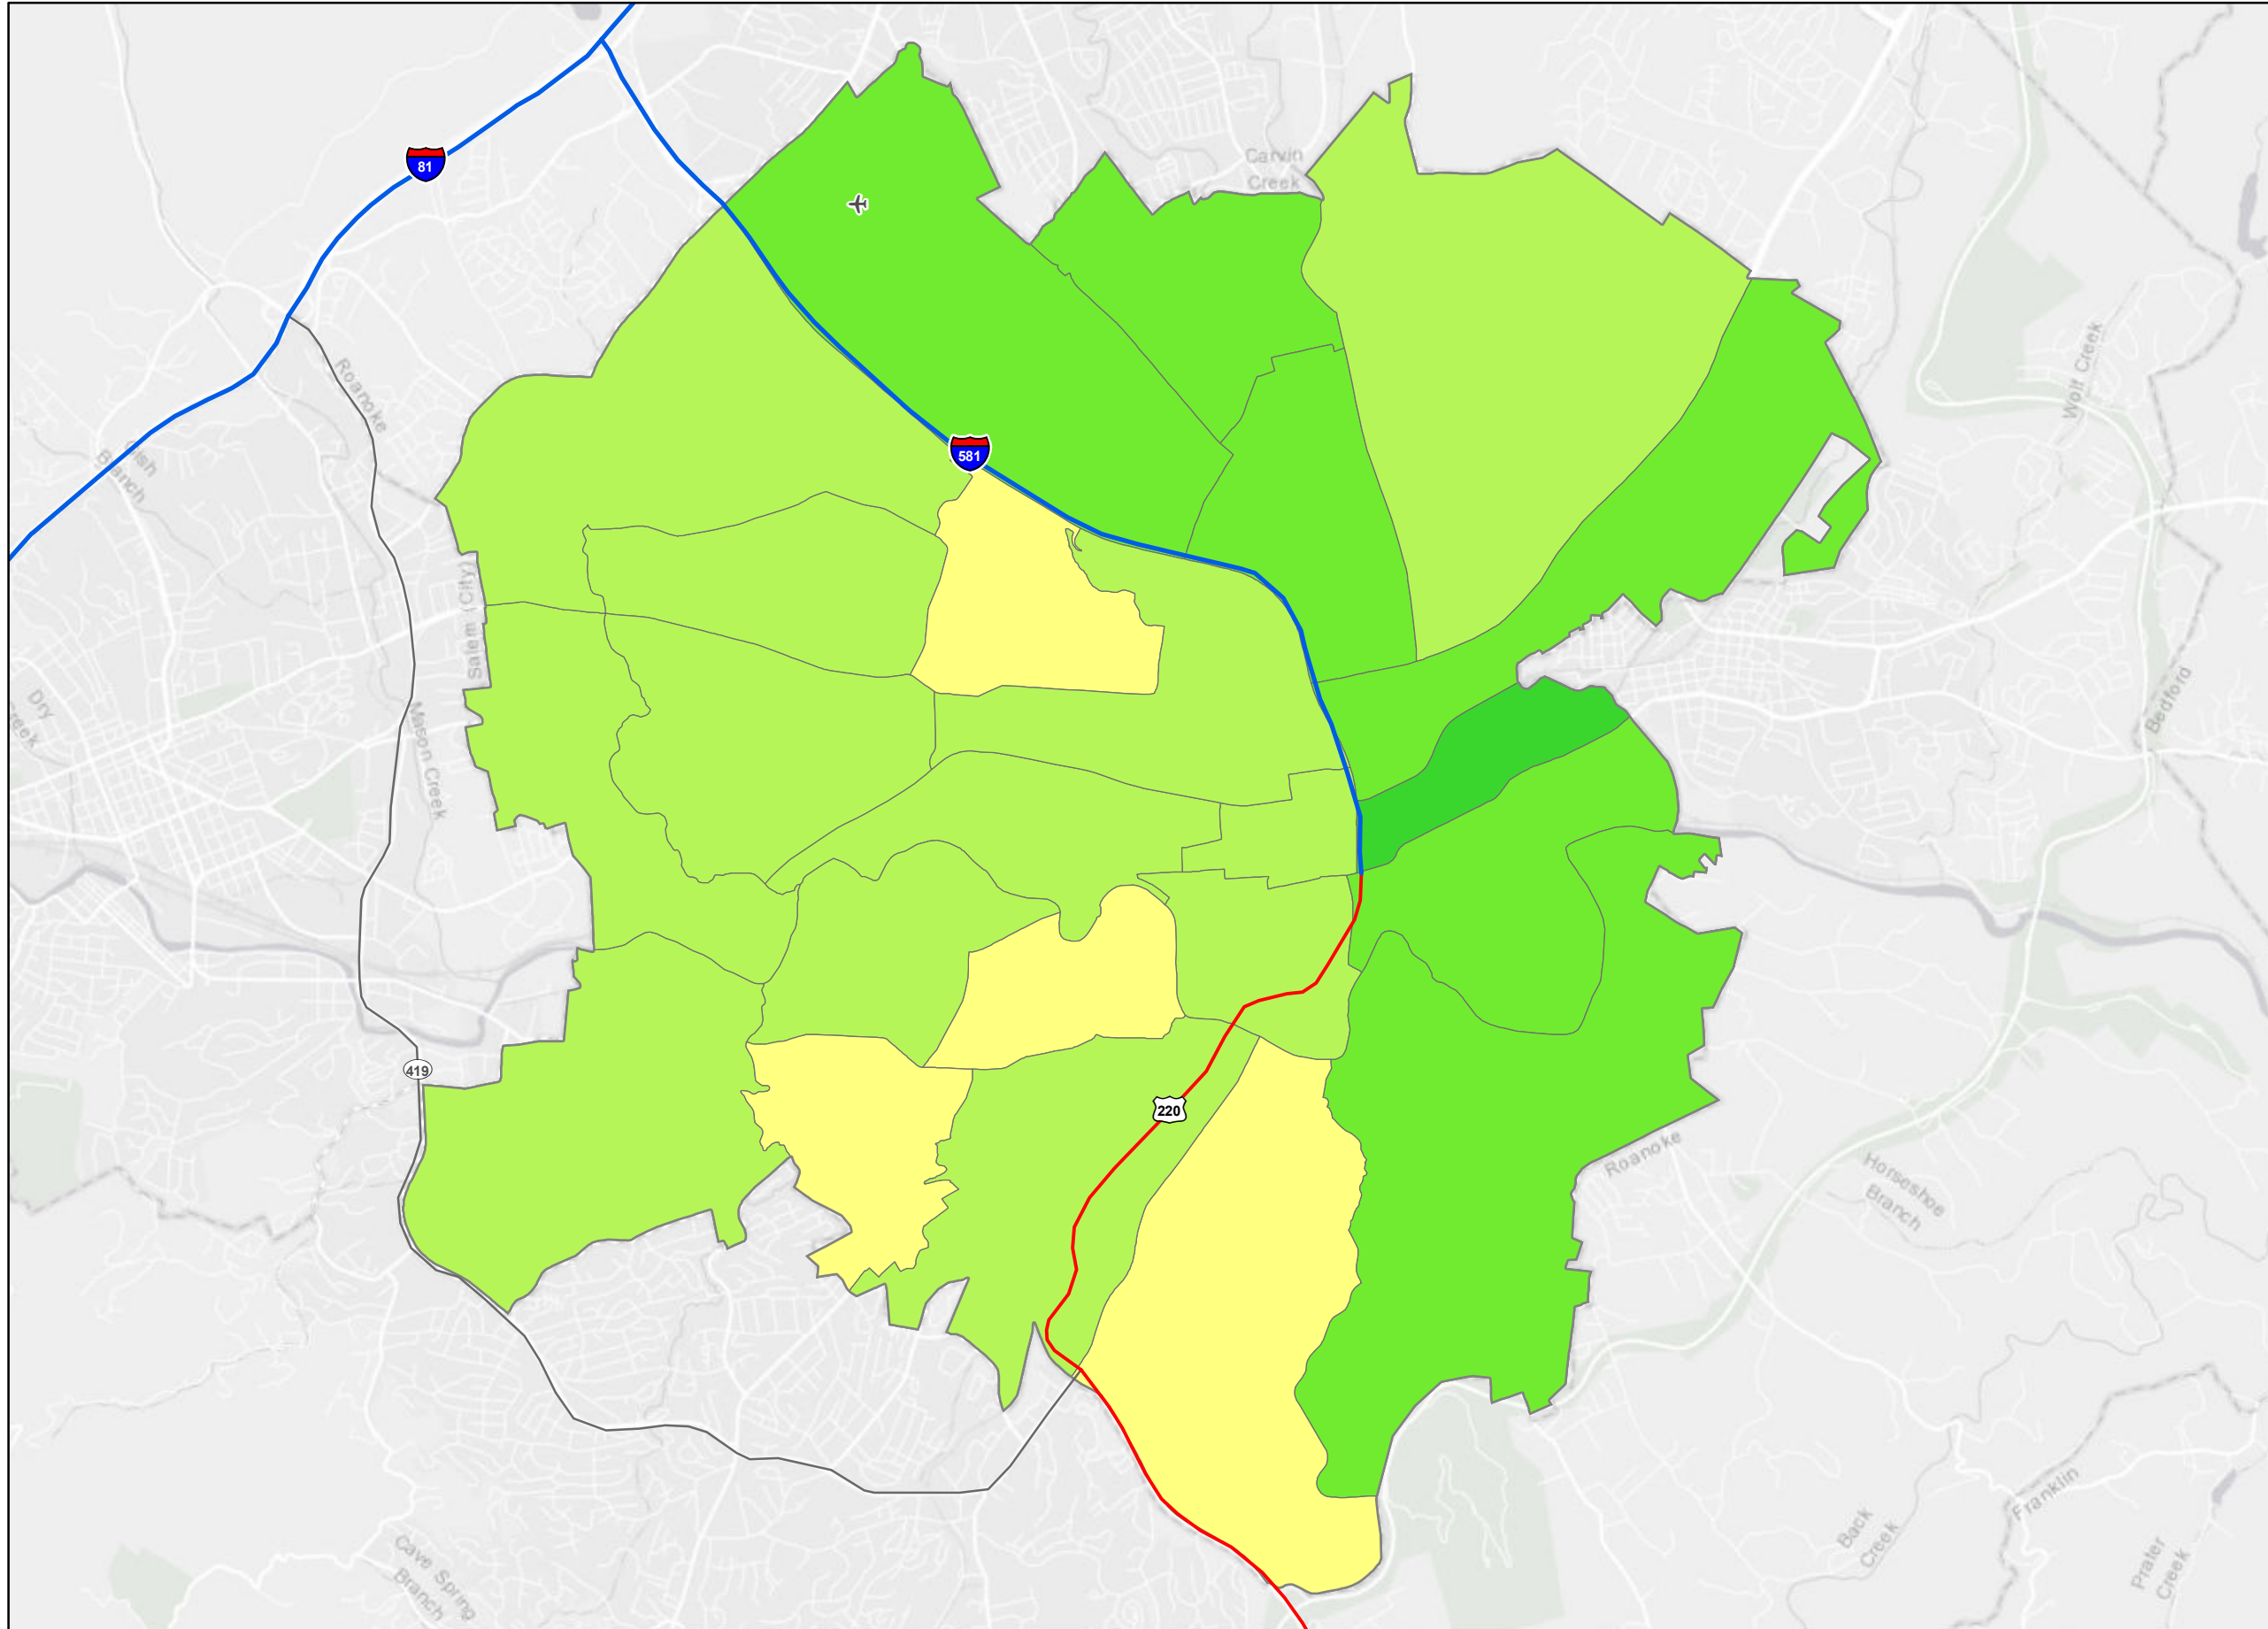 Carvin
Creek
81
Wolf Creek
Roanoke
581
Gish
Branch
Salem (City)
Bedford
Dry
Creek
Mason Creek
419
220
Roanoke
Horseshoe
Branch
Franklin
Back
Creek
Prater
Creek
Cave Spring
Branch